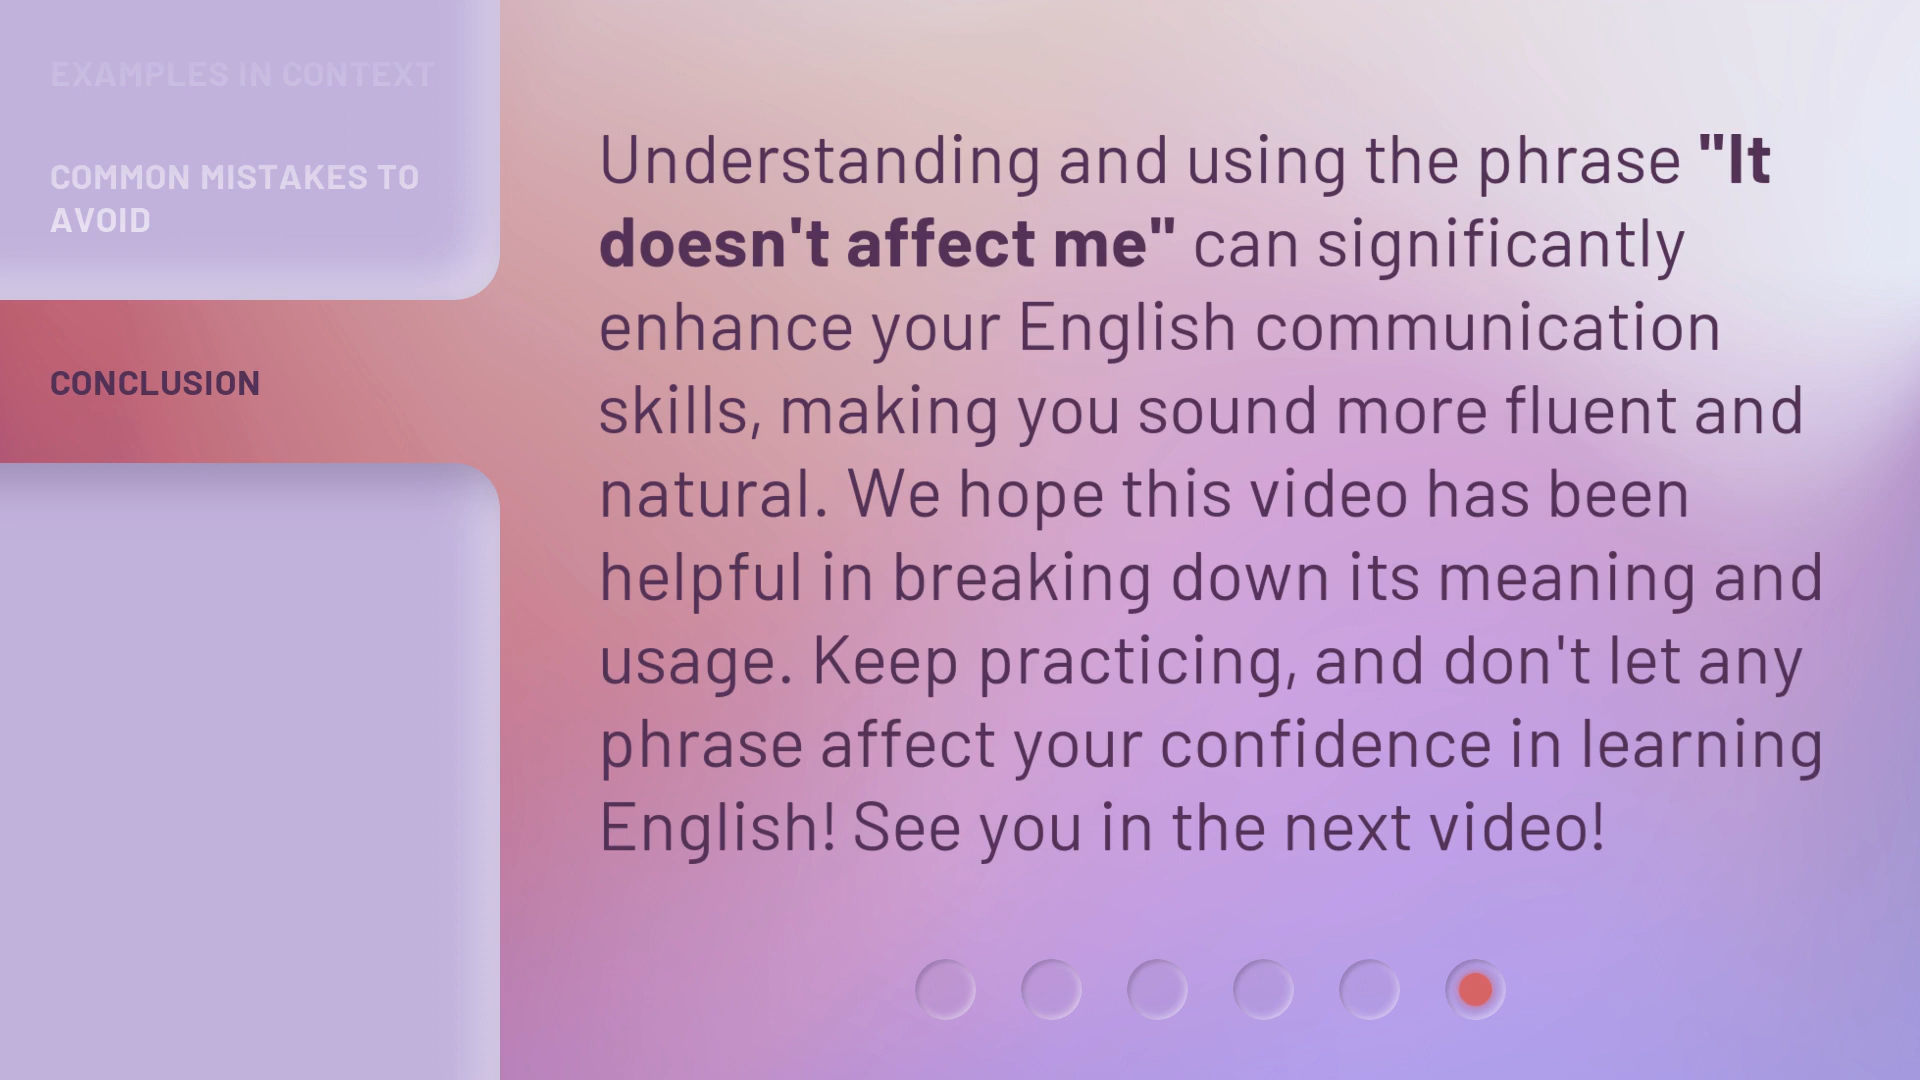 EXAMPLES IN CONTEXT
COMMON MISTAKES TO
AVOID
CONCLUSION
Understanding and using the phrase "It
doesn't affect me" can significantly
enhance your English communication
skills, making you sound more fluent and
natural. We hope this video has been
helpful in breaking down its meaning and
usage. Keep practicing, and don't let any
phrase affect your confidence in learning
English! See you in the next video!